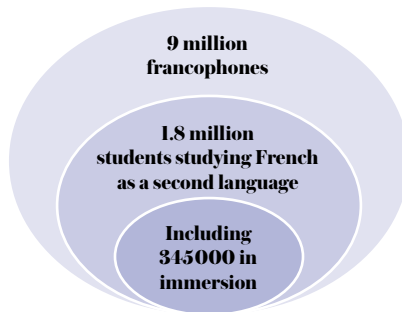 9 million
francophones
1.8 million
students studying French
as a second language
Including
345000 in
immersion